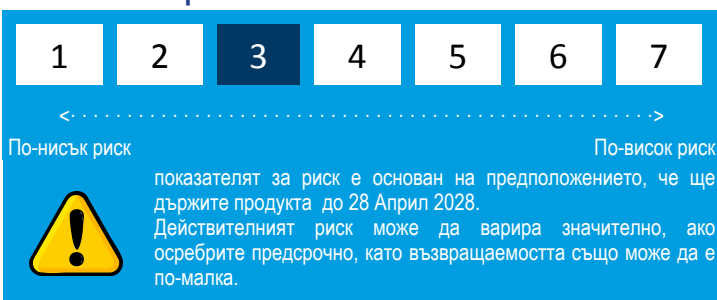 1 2 3 4 5 6 7
<· · · · · · · · · · · · · · · · · · · · · · · · · · · · · · · · · · · · · · · · · · · · · · · · · · · ·>
По-нисък риск По-висок риск
показателят за риск е основан на предположението, че ще
държите продукта до 28 Април 2028.
Действителният риск може да варира значително, ако
осребрите предсрочно, като възвращаемостта също може да е
по-малка.